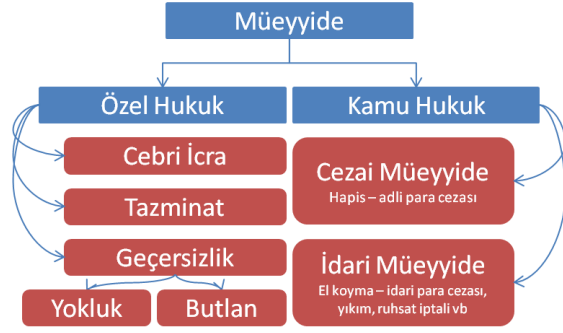 Müeyyide
Özel Hukuk
Kamu Hukuk
Cebri İcra
Tazminat
Geçersizlik
Yokluk
Butlan
Cezai Müeyyide
Hapis – adli para cezası
İdari Müeyyide
El koyma – idari para cezası,
yıkım, ruhsat iptali vb